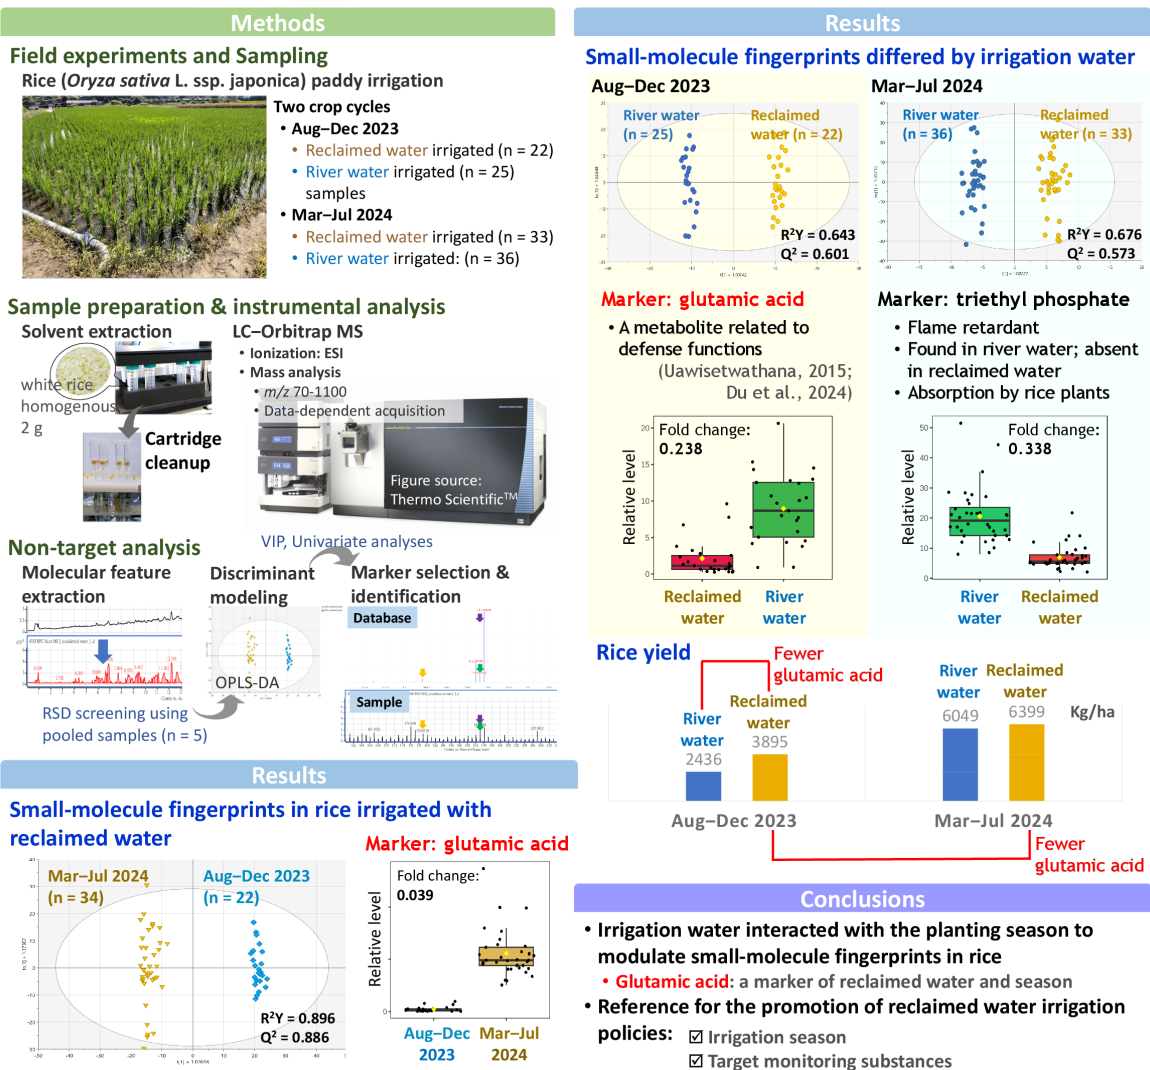 Methods
Field experiments and Sampling
Rice (Oryza sativa L. ssp. japonica) paddy irrigation
Two crop cycles
• Aug–Dec 2023
• Reclaimed water irrigated (n = 22)
• River water irrigated (n = 25)
samples
• Mar–Jul 2024
• Reclaimed water irrigated (n = 33)
• River water irrigated: (n = 36)
Sample preparation & instrumental analysis
Solvent extraction
white rice
homogenous
2 g
Cartridge
cleanup
LC–Orbitrap MS
• Ionization: ESI
• Mass analysis
• m/z 70-1100
• Data-dependent acquisition
Figure source:
Thermo Scientific™
Non-target analysis
VIP, Univariate analyses
Molecular feature
extraction
Discriminant
modeling
Marker selection &
identification
Database
OPLS-DA
Sample
RSD screening using
pooled samples (n = 5)
Results
Small-molecule fingerprints in rice irrigated with
reclaimed water
Mar–Jul 2024
(n = 34)
Aug–Dec 2023
(n = 22)
R²Y = 0.896
Q² = 0.886
Marker: glutamic acid
Fold change:
0.039
Relative level
0
Aug–Dec
2023
Mar–Jul
2024
Results
Small-molecule fingerprints differed by irrigation water
Aug–Dec 2023
River water
(n = 25)
Reclaimed
water (n = 22)
R²Y = 0.643
Q² = 0.601
Mar–Jul 2024
River water
(n = 36)
Reclaimed
water (n = 33)
R²Y = 0.676
Q² = 0.573
Marker: glutamic acid
• A metabolite related to
defense functions
(Uawisetwathana, 2015;
Du et al., 2024)
Fold change:
0.238
Relative level
20
15
10
5
0
Reclaimed
water
River
water
Marker: triethyl phosphate
• Flame retardant
• Found in river water; absent
in reclaimed water
• Absorption by rice plants
Fold change:
0.338
Relative level
50
40
30
20
10
0
River
water
Reclaimed
water
Rice yield
Fewer
glutamic acid
River
water
2436
Reclaimed
water
3895
River
water
6049
Reclaimed
water
6399
Kg/ha
Aug–Dec 2023
Mar–Jul 2024
Fewer
glutamic acid
Conclusions
• Irrigation water interacted with the planting season to
modulate small-molecule fingerprints in rice
• Glutamic acid: a marker of reclaimed water and season
• Reference for the promotion of reclaimed water irrigation
policies:
☑ Irrigation season
☑ Target monitoring substances